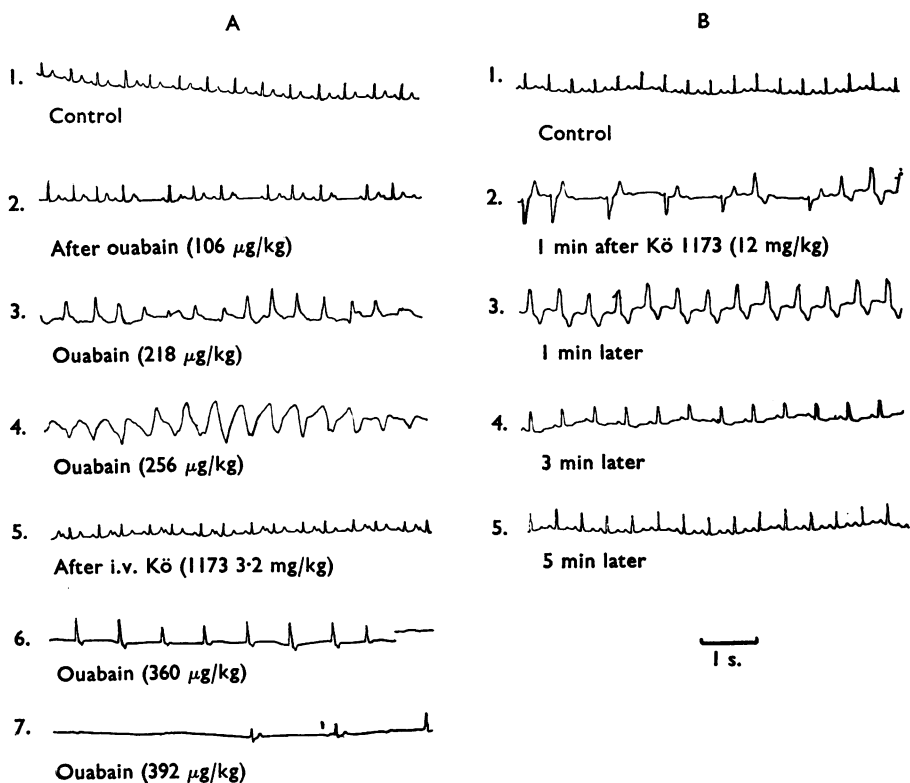 A
1.
Control
2.
After ouabain (106 μg/kg)
3.
Ouabain (218 μg/kg)
4.
Ouabain (256 μg/kg)
5.
After i.v. Kö (1173 3·2 mg/kg)
6.
Ouabain (360 μg/kg)
7.
Ouabain (392 μg/kg)
B
1.
Control
2.
1 min after Kö 1173 (12 mg/kg)
3.
1 min later
4.
3 min later
5.
5 min later
1 s.